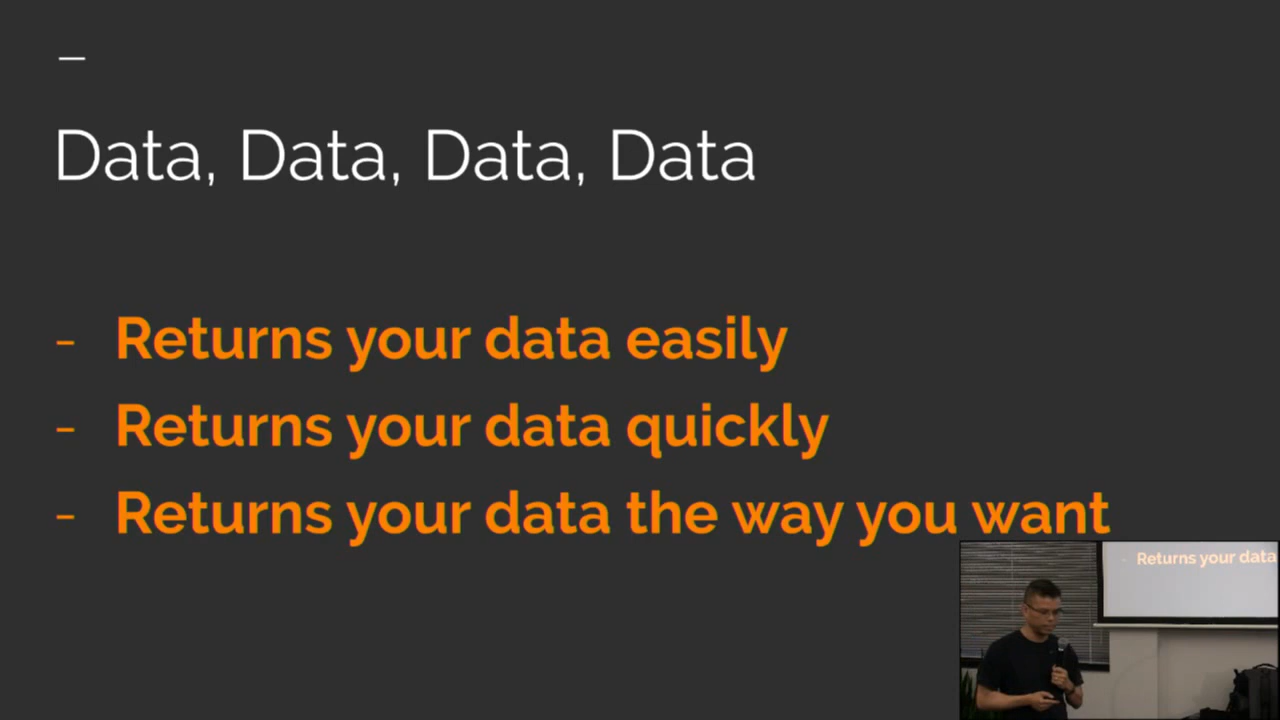 Data, Data, Data, Data
- Returns your data easily
- Returns your data quickly
- Returns your data the way you want
- Returns your data